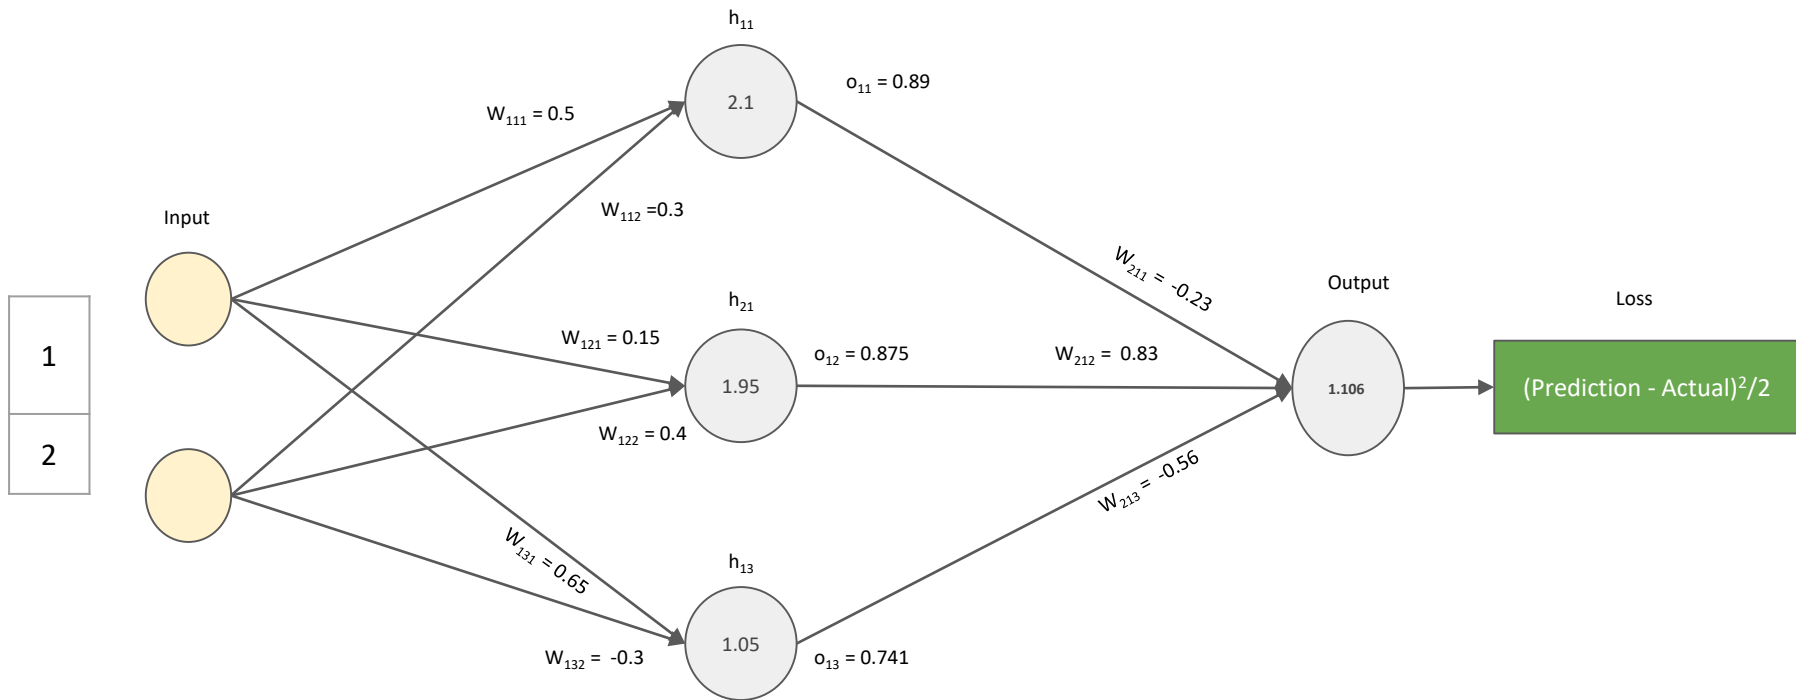 h₁₁
o₁₁ = 0.89
2.1
W₁₁₁ = 0.5
W₁₁₂ =0.3
Input
W₂₁₁ = -0.23
Output
h₂₁
Loss
1
W₁₂₁ = 0.15
o₁₂ = 0.875
W₂₁₂ = 0.83
1.95
1.106
(Prediction - Actual)²/2
W₁₂₂ = 0.4
2
W₂₁₃ = -0.56
W₁₃₁ = 0.65
h₁₃
1.05
W₁₃₂ = -0.3
o₁₃ = 0.741